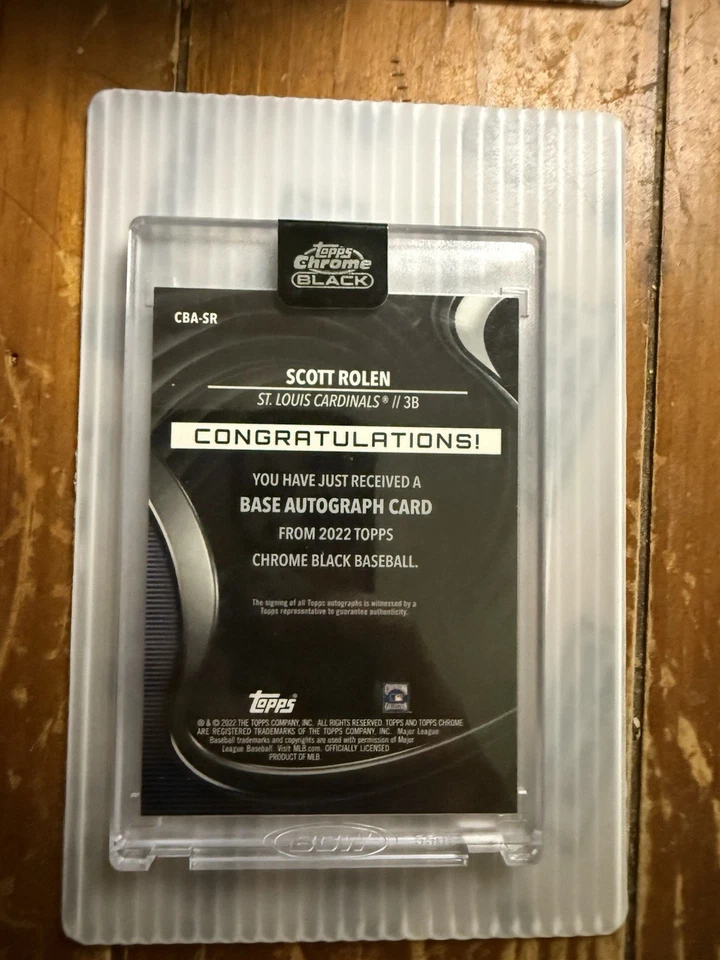 Topps
Chrome
BLACK
CBA-SR
SCOTT ROLEN
ST. LOUIS CARDINALS® // 3B
CONGRATULATIONS!
YOU HAVE JUST RECEIVED A
BASE AUTOGRAPH CARD
FROM 2022 TOPPS
CHROME BLACK BASEBALL.
The signing of all Topps autographs is witnessed by a
Topps representative to guarantee authenticity.
Topps®
® & © 2022 THE TOPPS COMPANY, INC. ALL RIGHTS RESERVED. TOPPS AND TOPPS CHROME
ARE REGISTERED TRADEMARKS OF THE TOPPS COMPANY, INC. Major League
Baseball trademarks and copyrights are used with permission of Major
League Baseball. Visit MLB.com. OFFICIALLY LICENSED
PRODUCT OF MLB.
BCW